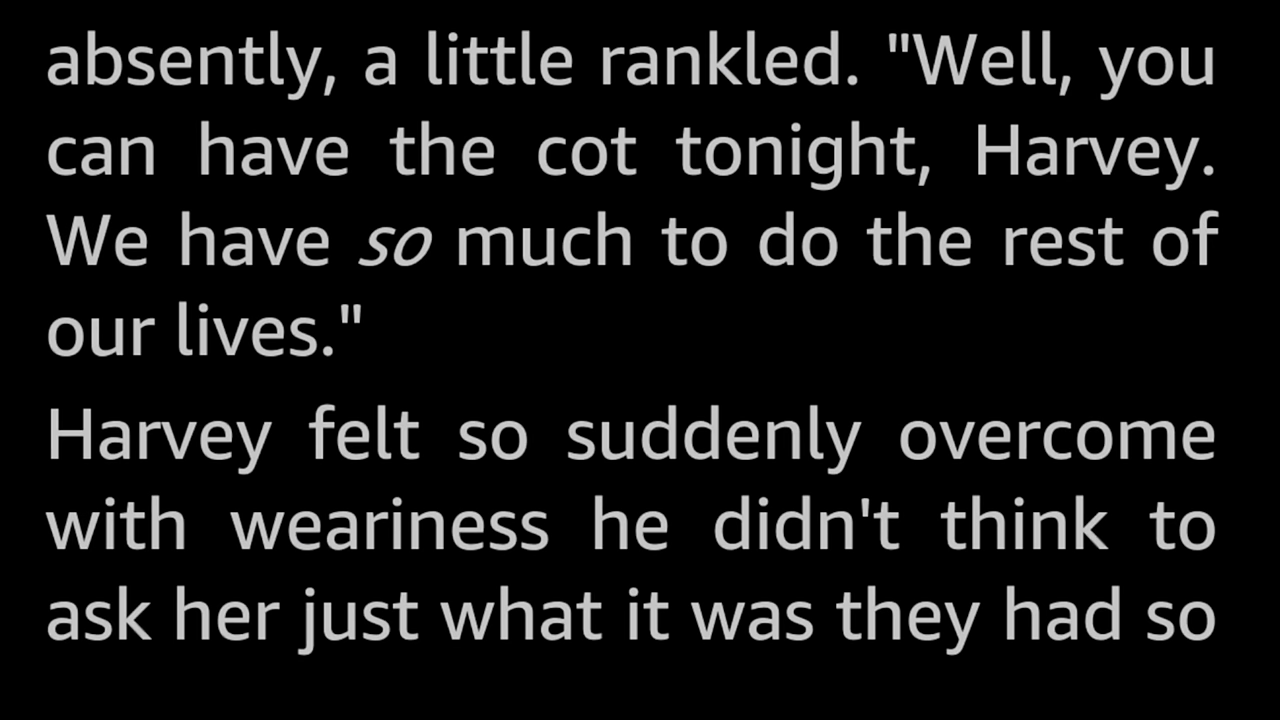 absently, a little rankled. "Well, you
can have the cot tonight, Harvey.
We have so much to do the rest of
our lives."
Harvey felt so suddenly overcome
with weariness he didn't think to
ask her just what it was they had so